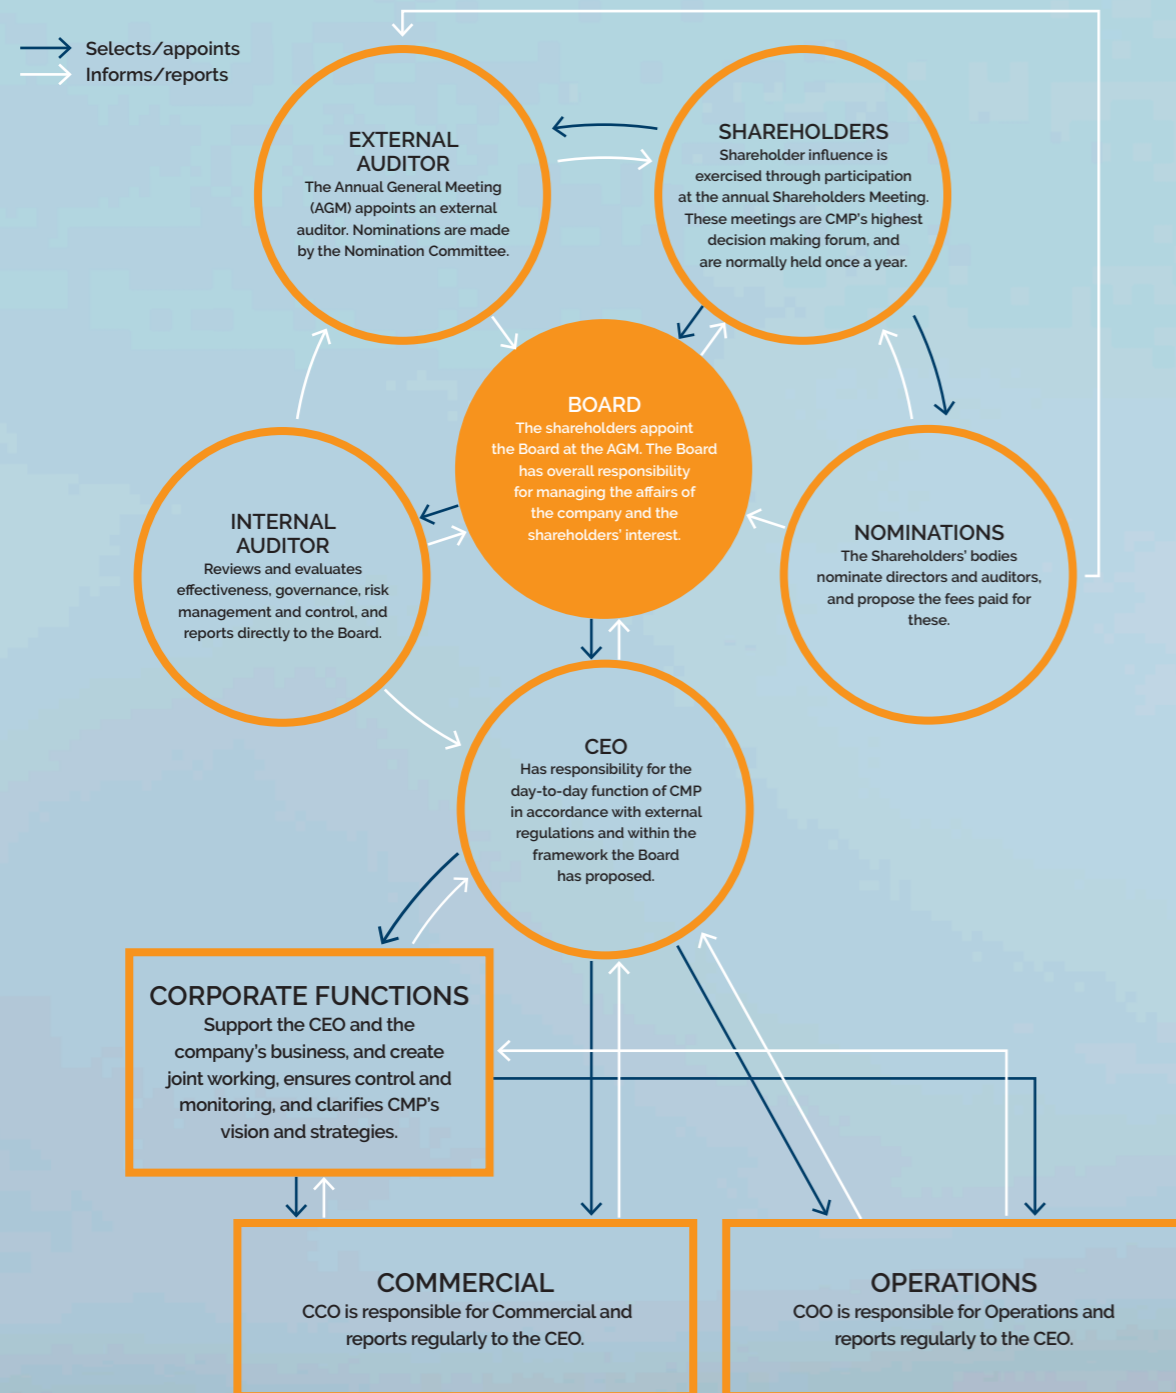 Selects/appoints
Informs/reports
EXTERNAL
AUDITOR
The Annual General Meeting
(AGM) appoints an external
auditor. Nominations are made
by the Nomination Committee.
SHAREHOLDERS
Shareholder influence is
exercised through participation
at the annual Shareholders Meeting.
These meetings are CMP's highest
decision making forum, and
are normally held once a year.
BOARD
The shareholders appoint
the Board at the AGM. The Board
has overall responsibility
for managing the affairs of
the company and the
shareholders' interest.
INTERNAL
AUDITOR
Reviews and evaluates
effectiveness, governance, risk
management and control, and
reports directly to the Board.
NOMINATIONS
The Shareholders' bodies
nominate directors and auditors,
and propose the fees paid for
these.
CEO
Has responsibility for the
day-to-day function of CMP
in accordance with external
regulations and within the
framework the Board
has proposed.
CORPORATE FUNCTIONS
Support the CEO and the
company's business, and create
joint working, ensures control and
monitoring, and clarifies CMP's
vision and strategies.
COMMERCIAL
CCO is responsible for Commercial and
reports regularly to the CEO.
OPERATIONS
COO is responsible for Operations and
reports regularly to the CEO.